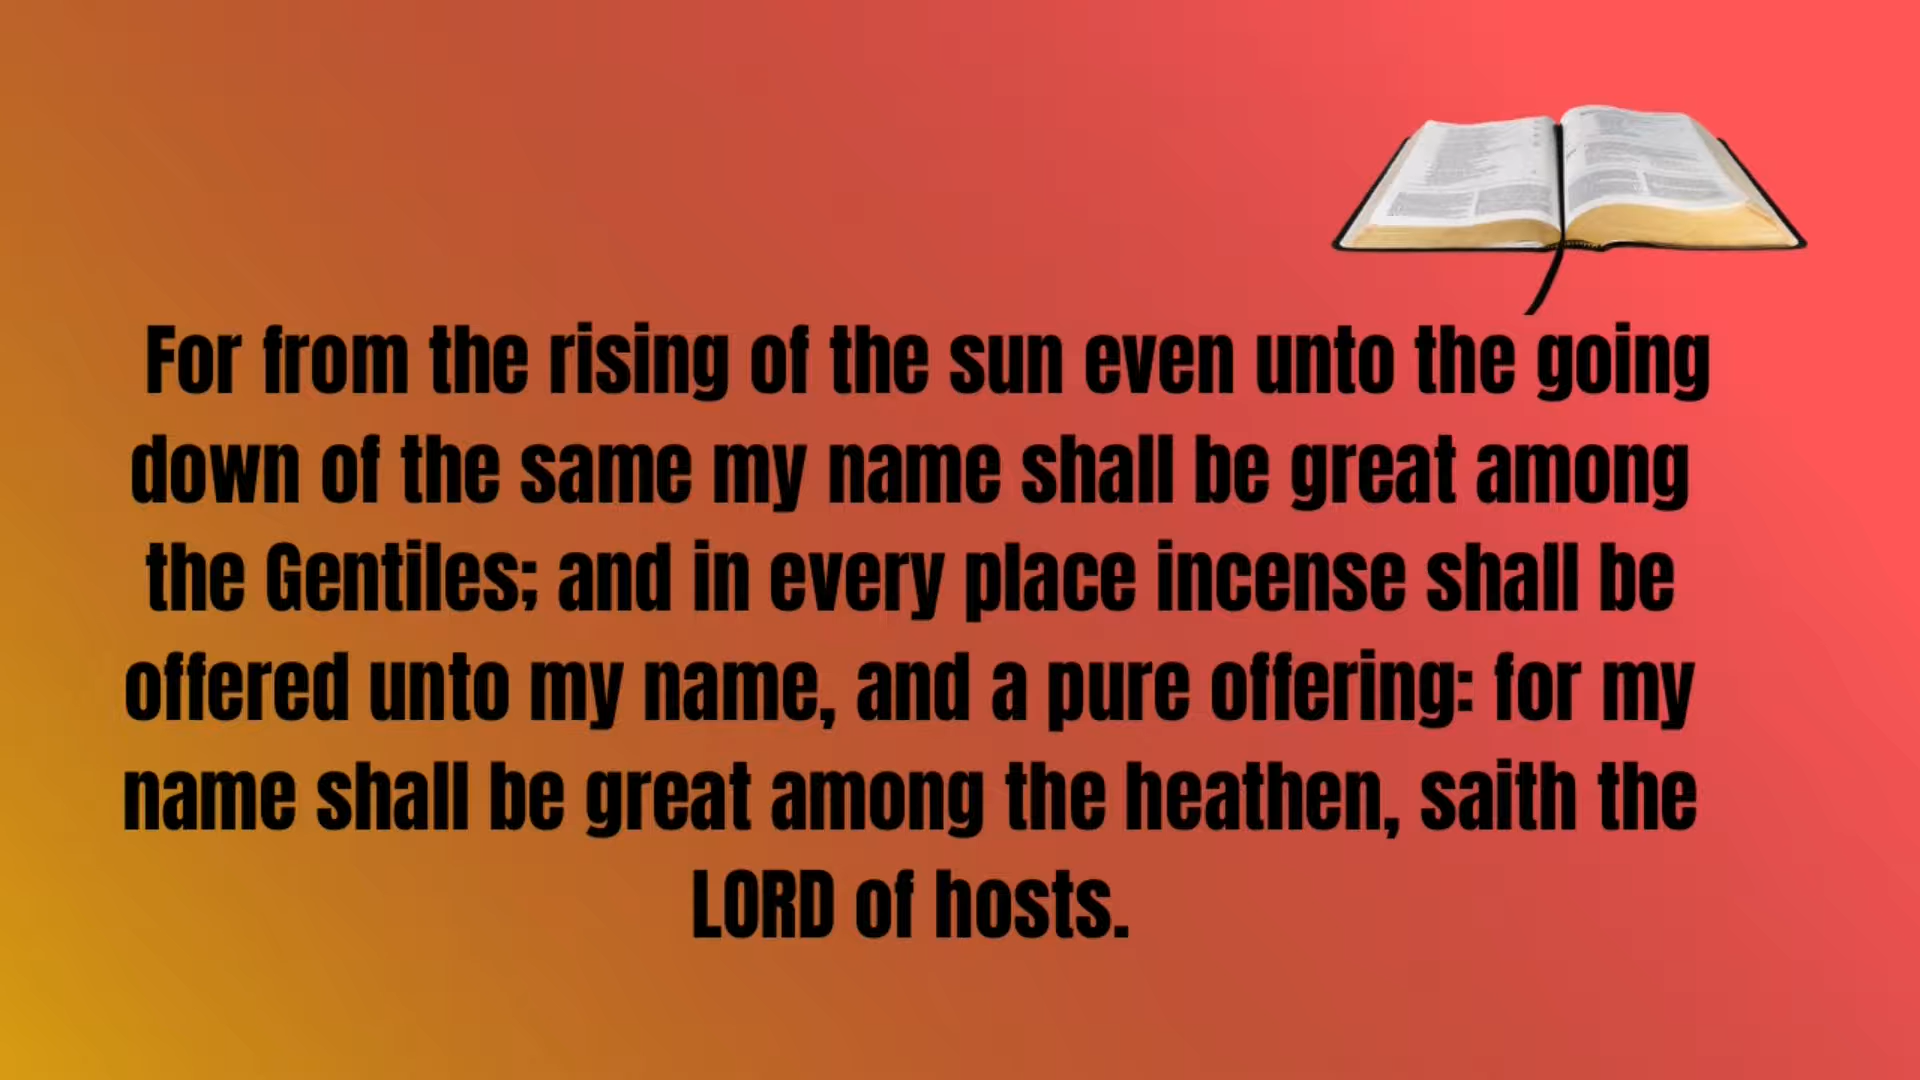 For from the rising of the sun even unto the going
down of the same my name shall be great among
the Gentiles; and in every place incense shall be
offered unto my name, and a pure offering: for my
name shall be great among the heathen, saith the
LORD of hosts.